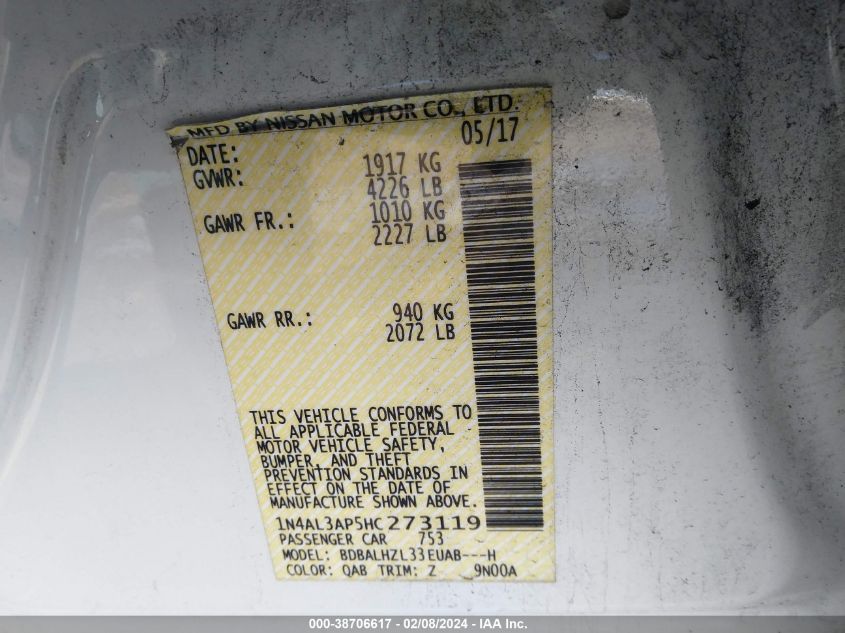 MFD BY NISSAN MOTOR CO., LTD.
DATE: 05/17
GVWR: 1917 KG
4226 LB
GAWR FR.: 1010 KG
2227 LB
GAWR RR.: 940 KG
2072 LB
THIS VEHICLE CONFORMS TO
ALL APPLICABLE FEDERAL
MOTOR VEHICLE SAFETY,
BUMPER, AND THEFT
PREVENTION STANDARDS IN
EFFECT ON THE DATE OF
MANUFACTURE SHOWN ABOVE.
1N4AL3AP5HC273119
PASSENGER CAR 753
MODEL: BDBALHZL33EUAB---H
COLOR: QAB TRIM: Z 9N00A
000-38706617 - 02/08/2024 - IAA Inc.